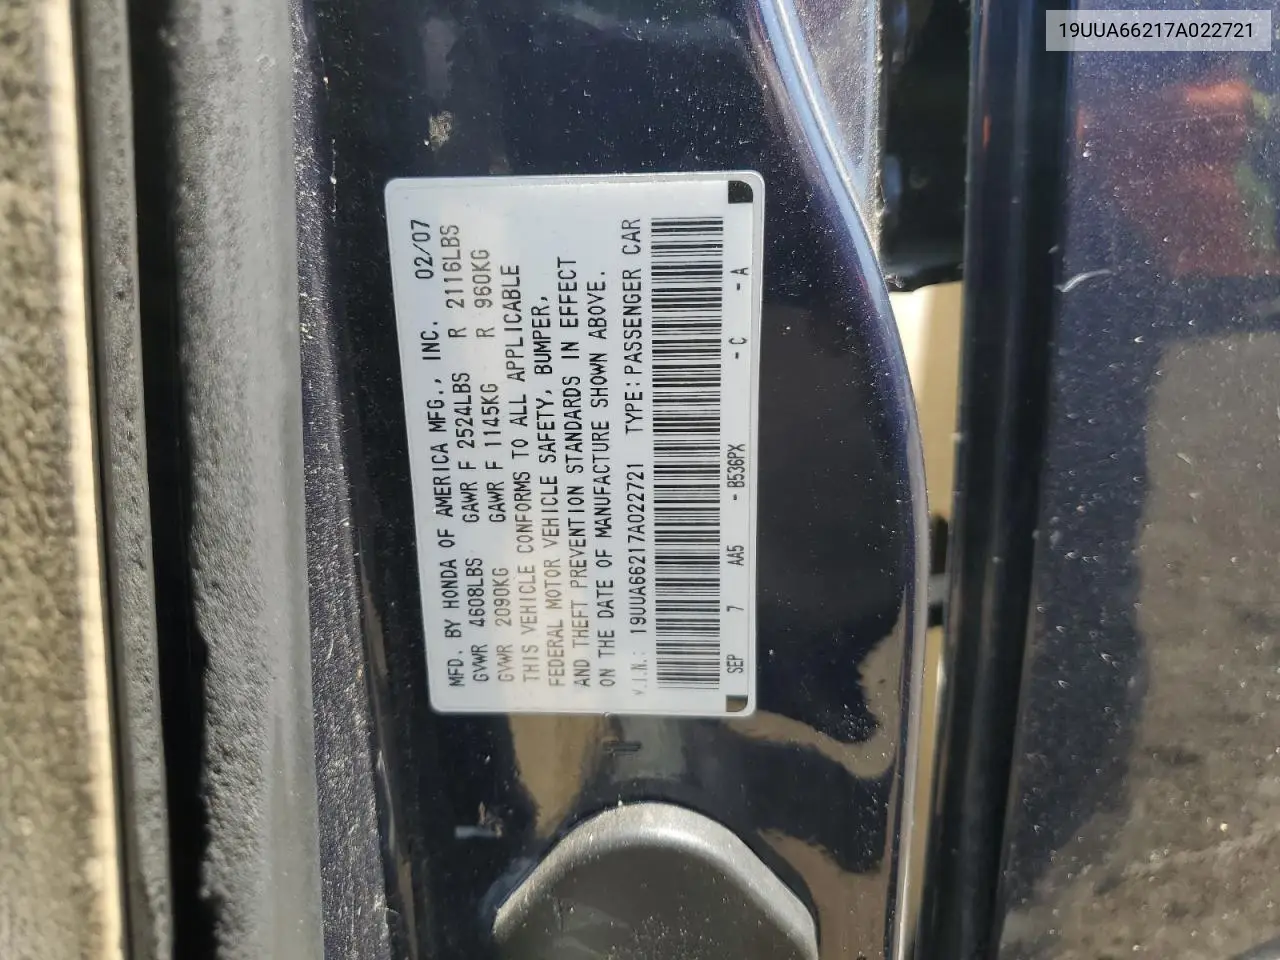 19UUA66217A022721
MFD. BY HONDA OF AMERICA MFG., INC. 02/07
GVWR 4608LBS GAWR F 2524LBS R 2116LBS
GVWR 2090KG GAWR F 1145KG R 960KG
THIS VEHICLE CONFORMS TO ALL APPLICABLE
FEDERAL MOTOR VEHICLE SAFETY, BUMPER,
AND THEFT PREVENTION STANDARDS IN EFFECT
ON THE DATE OF MANUFACTURE SHOWN ABOVE.
V.I.N.: 19UUA66217A022721 TYPE: PASSENGER CAR
SEP 7 AA5 - B536PX - C - A